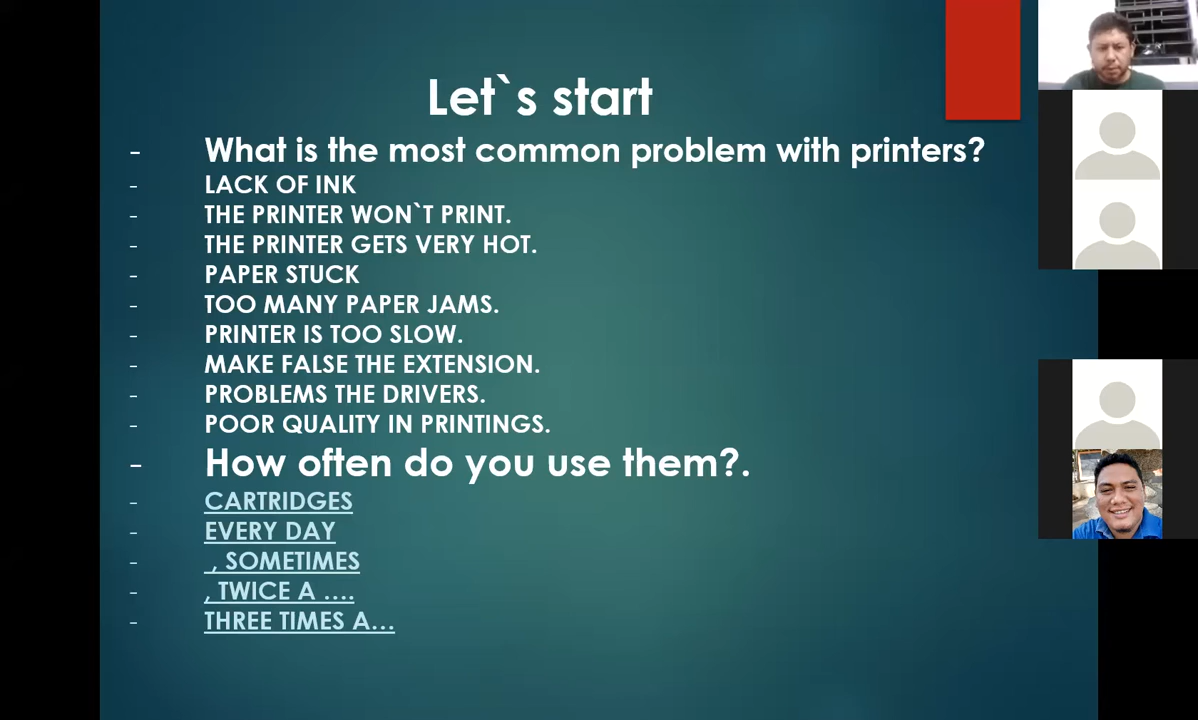 Let`s start
- What is the most common problem with printers?
- LACK OF INK
- THE PRINTER WON`T PRINT.
- THE PRINTER GETS VERY HOT.
- PAPER STUCK
- TOO MANY PAPER JAMS.
- PRINTER IS TOO SLOW.
- MAKE FALSE THE EXTENSION.
- PROBLEMS THE DRIVERS.
- POOR QUALITY IN PRINTINGS.
- How often do you use them?.
- CARTRIDGES
- EVERY DAY
- , SOMETIMES
- , TWICE A ....
- THREE TIMES A...